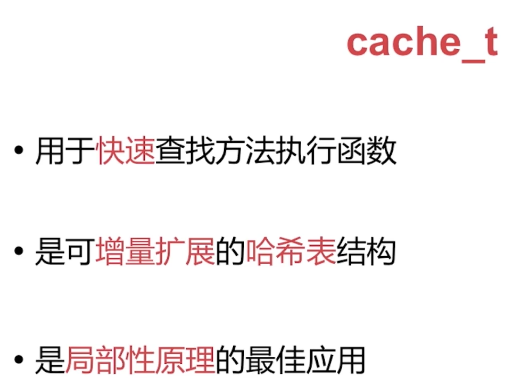 cache_t
• 用于快速查找方法执行函数
• 是可增量扩展的哈希表结构
• 是局部性原理的最佳应用